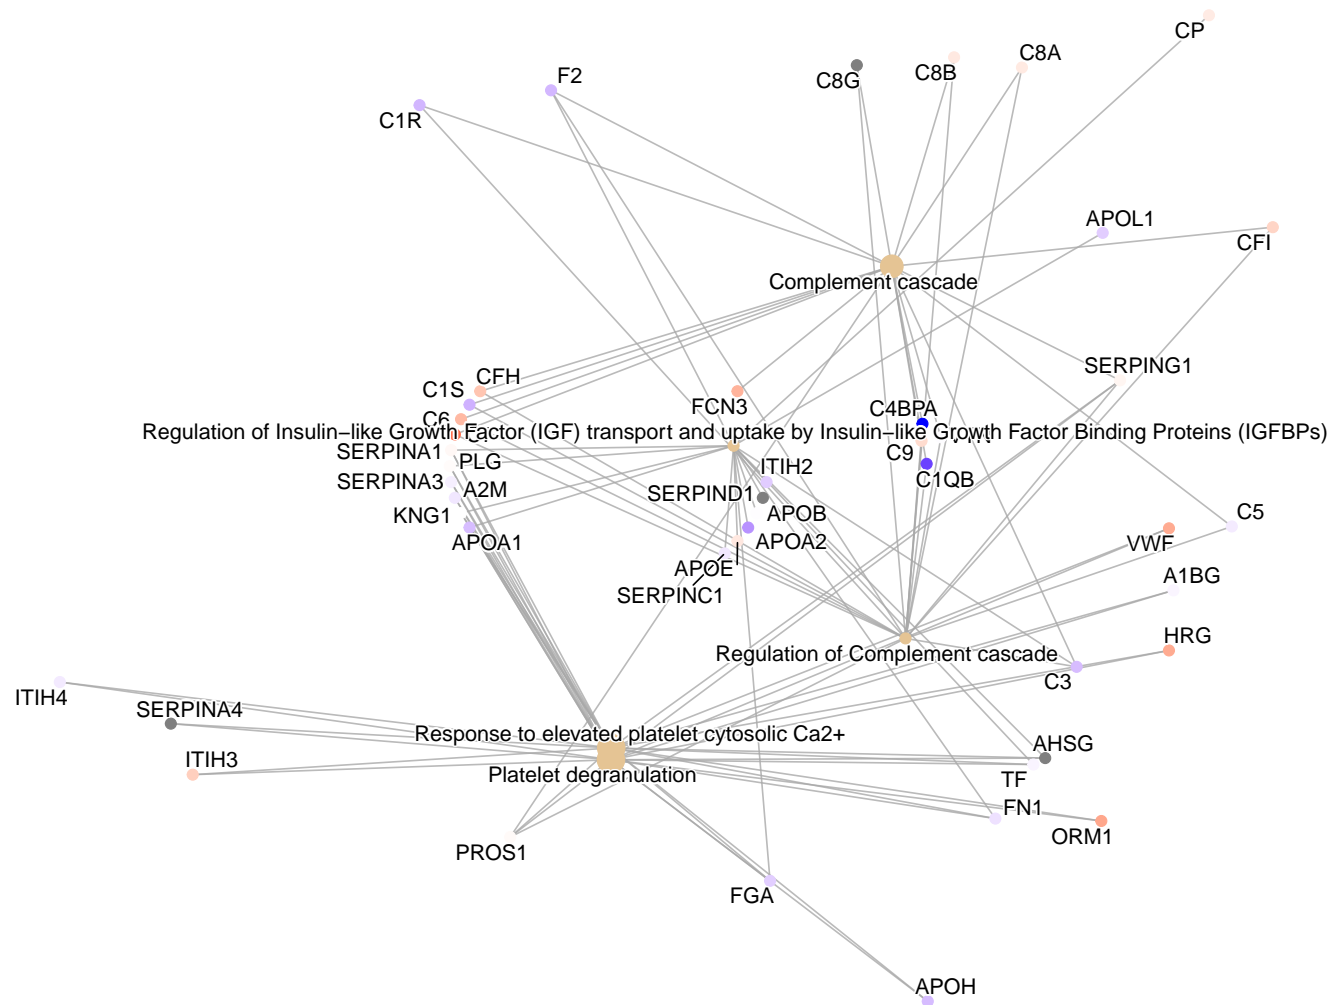 CP
C8A
C8B
C8G
F2
C1R
APOL1
CFI
Complement cascade
SERPING1
CFH
C1S
FCN3
C4BPA
C6
Regulation of Insulin−like Growth Factor (IGF) transport and uptake by Insulin−like Growth Factor Binding Proteins (IGFBPs)
SERPINA1
PLG
C9
ITIH2
SERPINA3
A2M
C1QB
SERPIND1
KNG1
APOB
C5
APOA1
APOA2
VWF
APOE
A1BG
SERPINC1
HRG
Regulation of Complement cascade
C3
ITIH4
SERPINA4
Response to elevated platelet cytosolic Ca2+
AHSG
ITIH3
Platelet degranulation
TF
FN1
ORM1
PROS1
FGA
APOH